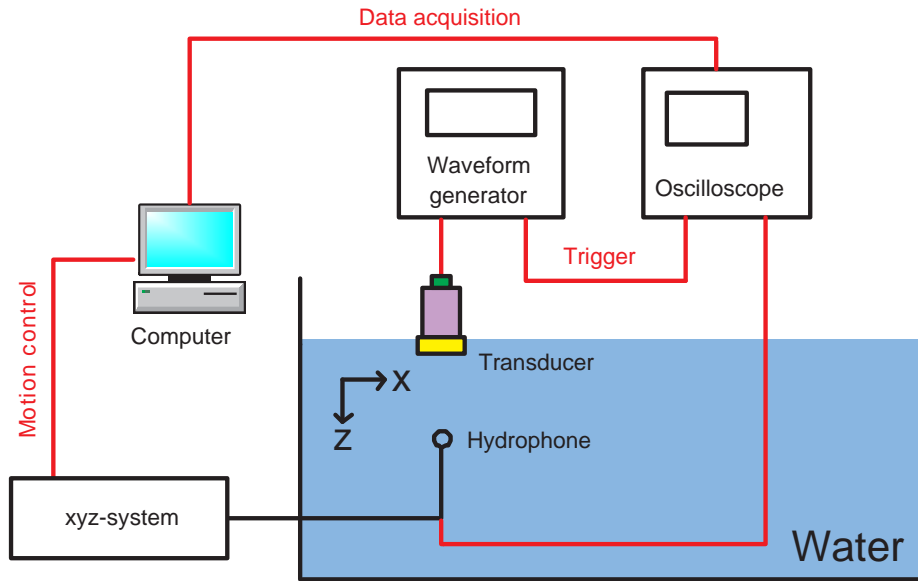 Data acquisition
Waveform
generator
Oscilloscope
Trigger
Motion control
Computer
Transducer
X
Z
Hydrophone
xyz-system
Water